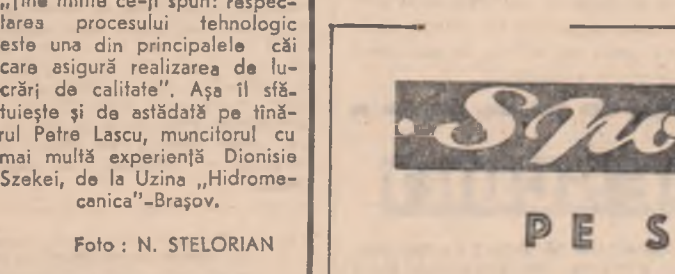 „Ține minte ce-ți spun: respec-
tarea procesului tehnologic
este una din principalele căi
care asigură realizarea de lu-
crări de calitate”. Așa îl sfă-
tuiește și de astădată pe tînă-
rul Petre Lascu, muncitorul cu
mai multă experiență Dionisie
Szekei, de la Uzina „Hidrome-
canica”-Brașov.
Foto: N. STELORIAN
Spo
PE S